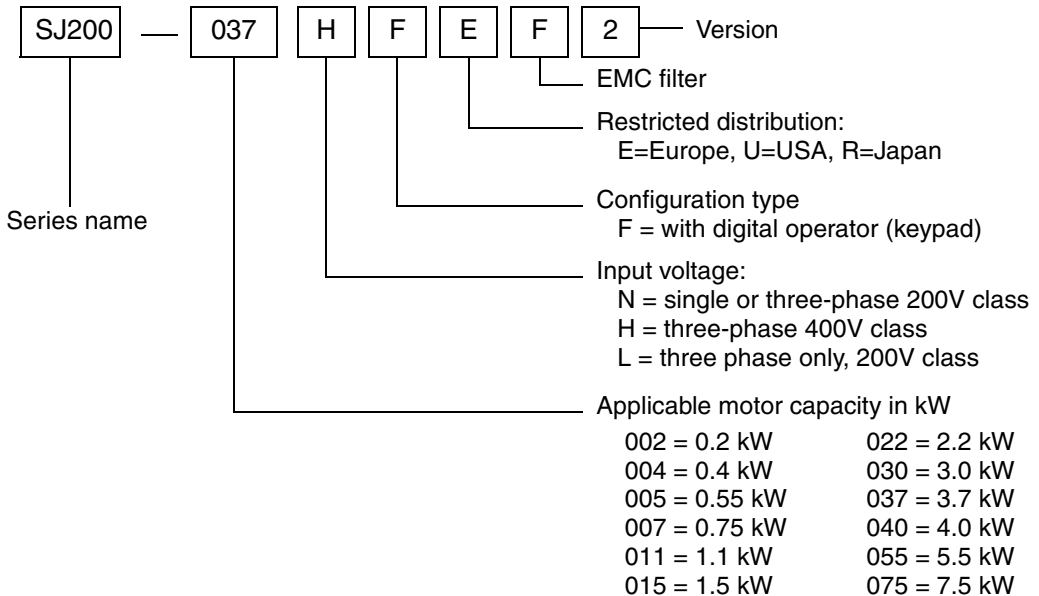 SJ200 — 037 H F E F 2 Version
EMC filter
Restricted distribution:
E=Europe, U=USA, R=Japan
Configuration type
F = with digital operator (keypad)
Series name
Input voltage:
N = single or three-phase 200V class
H = three-phase 400V class
L = three phase only, 200V class
Applicable motor capacity in kW
002 = 0.2 kW 022 = 2.2 kW
004 = 0.4 kW 030 = 3.0 kW
005 = 0.55 kW 037 = 3.7 kW
007 = 0.75 kW 040 = 4.0 kW
011 = 1.1 kW 055 = 5.5 kW
015 = 1.5 kW 075 = 7.5 kW